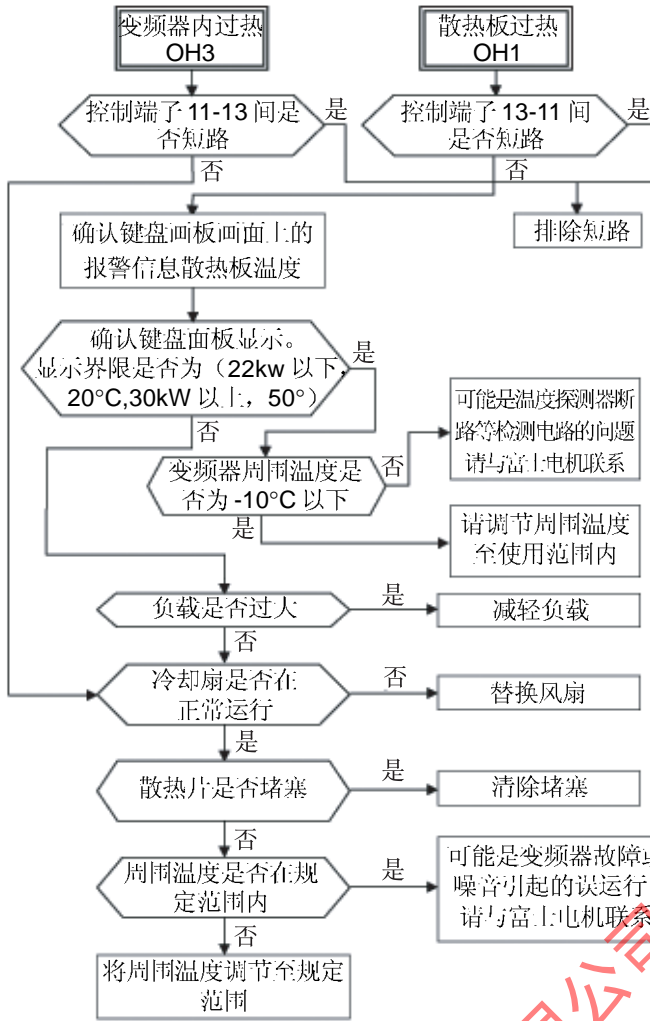 变频器内过热
OH3
散热板过热
OH1
控制端了 11-13 间是
否短路
是
否
控制端了 13-11 间
是否短路
是
否
排除短路
确认键盘画板画面上的
报警信息散热板温度
确认键盘面板显示。
显示界限是否为（22kw 以下，
20°C,30kW 以上，50°）
是
否
变频器周围温度是
否为 -10°C 以下
否
是
可能是温度探测器断
路等检测电路的问题
请与富士电机联系
请调节周围温度
至使用范围内
负载是否过大
是
减轻负载
否
冷却扇是否在
正常运行
否
替换风扇
是
散热片是否堵塞
是
清除堵塞
否
周围温度是否在规
定范围内
是
可能是变频器故障或
噪音引起的误运行
请与富士电机联系
否
将周围温度调节至规定
范围
限公司